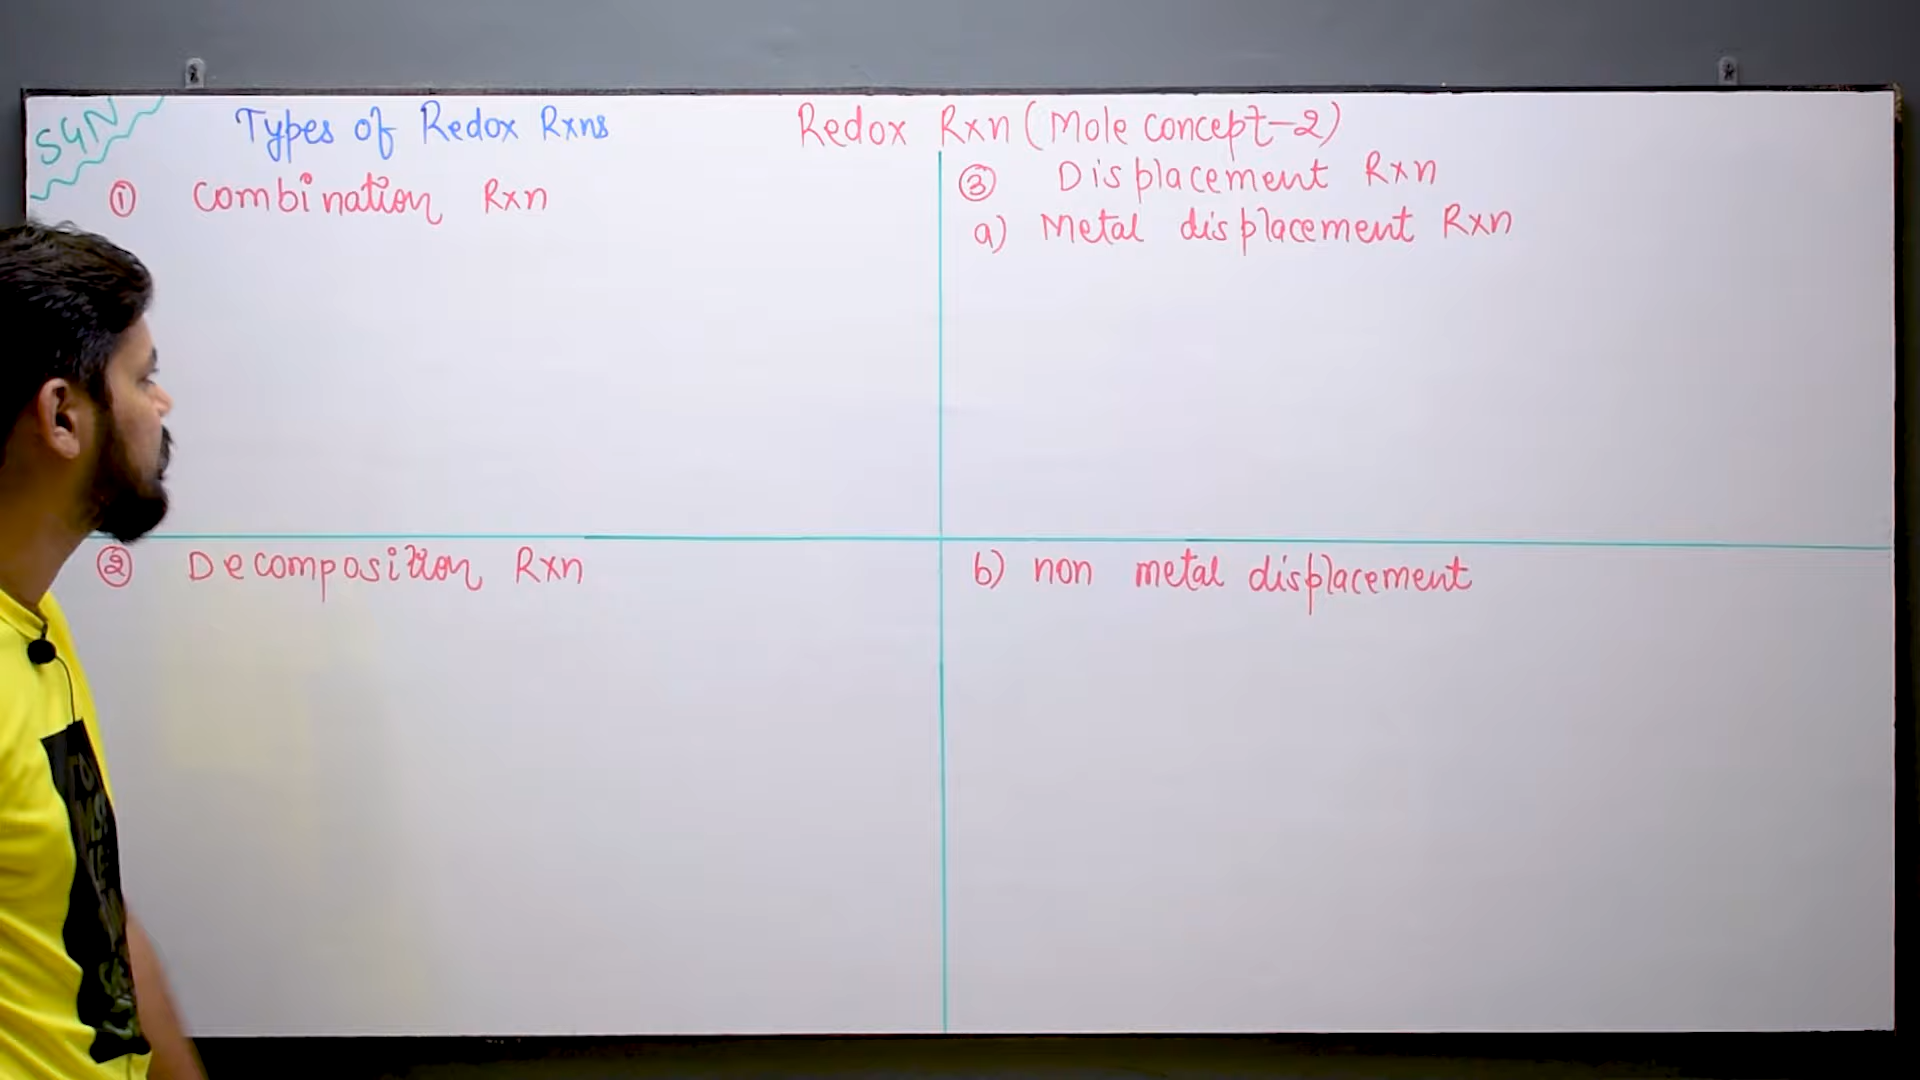 SGN
Types of Redox Rxns
Redox Rxn (Mole concept-2)
① Combination Rxn
③ Displacement Rxn
a) Metal displacement Rxn
② Decomposition Rxn
b) non metal displacement